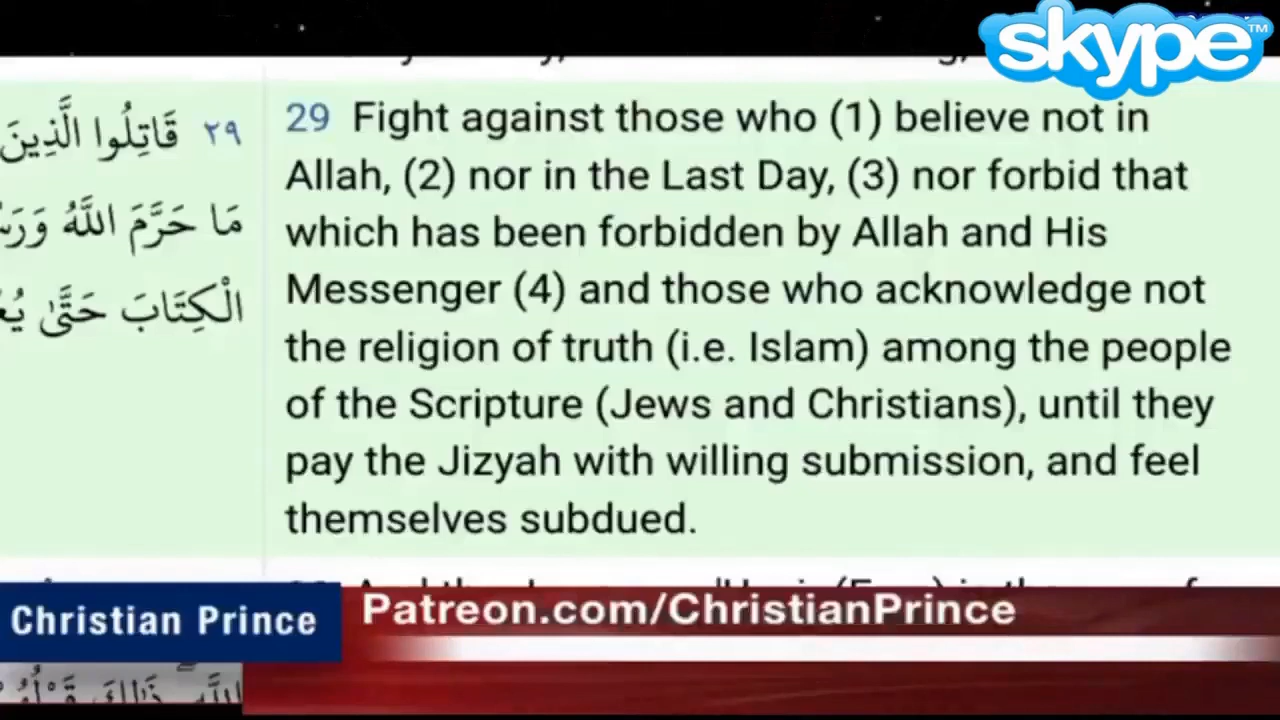 skype™
٢٩ قَاتِلُوا الَّذِينَ
مَا حَرَّمَ اللَّهُ
الْكِتَابَ حَتَّىٰ
29 Fight against those who (1) believe not in
Allah, (2) nor in the Last Day, (3) nor forbid that
which has been forbidden by Allah and His
Messenger (4) and those who acknowledge not
the religion of truth (i.e. Islam) among the people
of the Scripture (Jews and Christians), until they
pay the Jizyah with willing submission, and feel
themselves subdued.
Christian Prince
Patreon.com/ChristianPrince